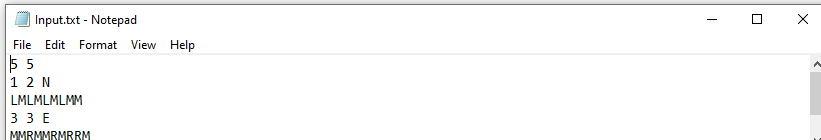 Input.txt - Notepad
File Edit Format View Help
5 5
1 2 N
LMLMLMLMM
3 3 E
MMRMMRMRRM